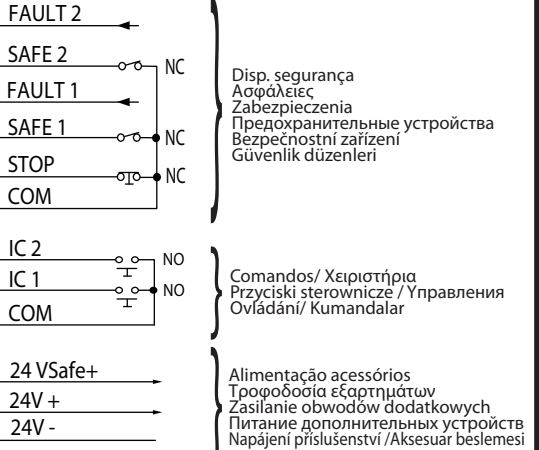 FAULT 2
SAFE 2
NC
FAULT 1
SAFE 1
NC
STOP
NC
COM
Disp. segurança
Ασφάλειες
Zabezpieczenia
Предохранительные устройства
Bezpečnostní zařízení
Güvenlik düzenleri
IC 2
NO
IC 1
NO
COM
Comandos/ Χειριστήρια
Przyciski sterownicze / Управления
Ovládání/ Kumandalar
24 VSafe+
24V +
24V -
Alimentação acessórios
Τροφοδοσία εξαρτημάτων
Zasilanie obwodów dodatkowych
Питание дополнительных устройств
Napájení příslušenství /Aksesuar beslemesi